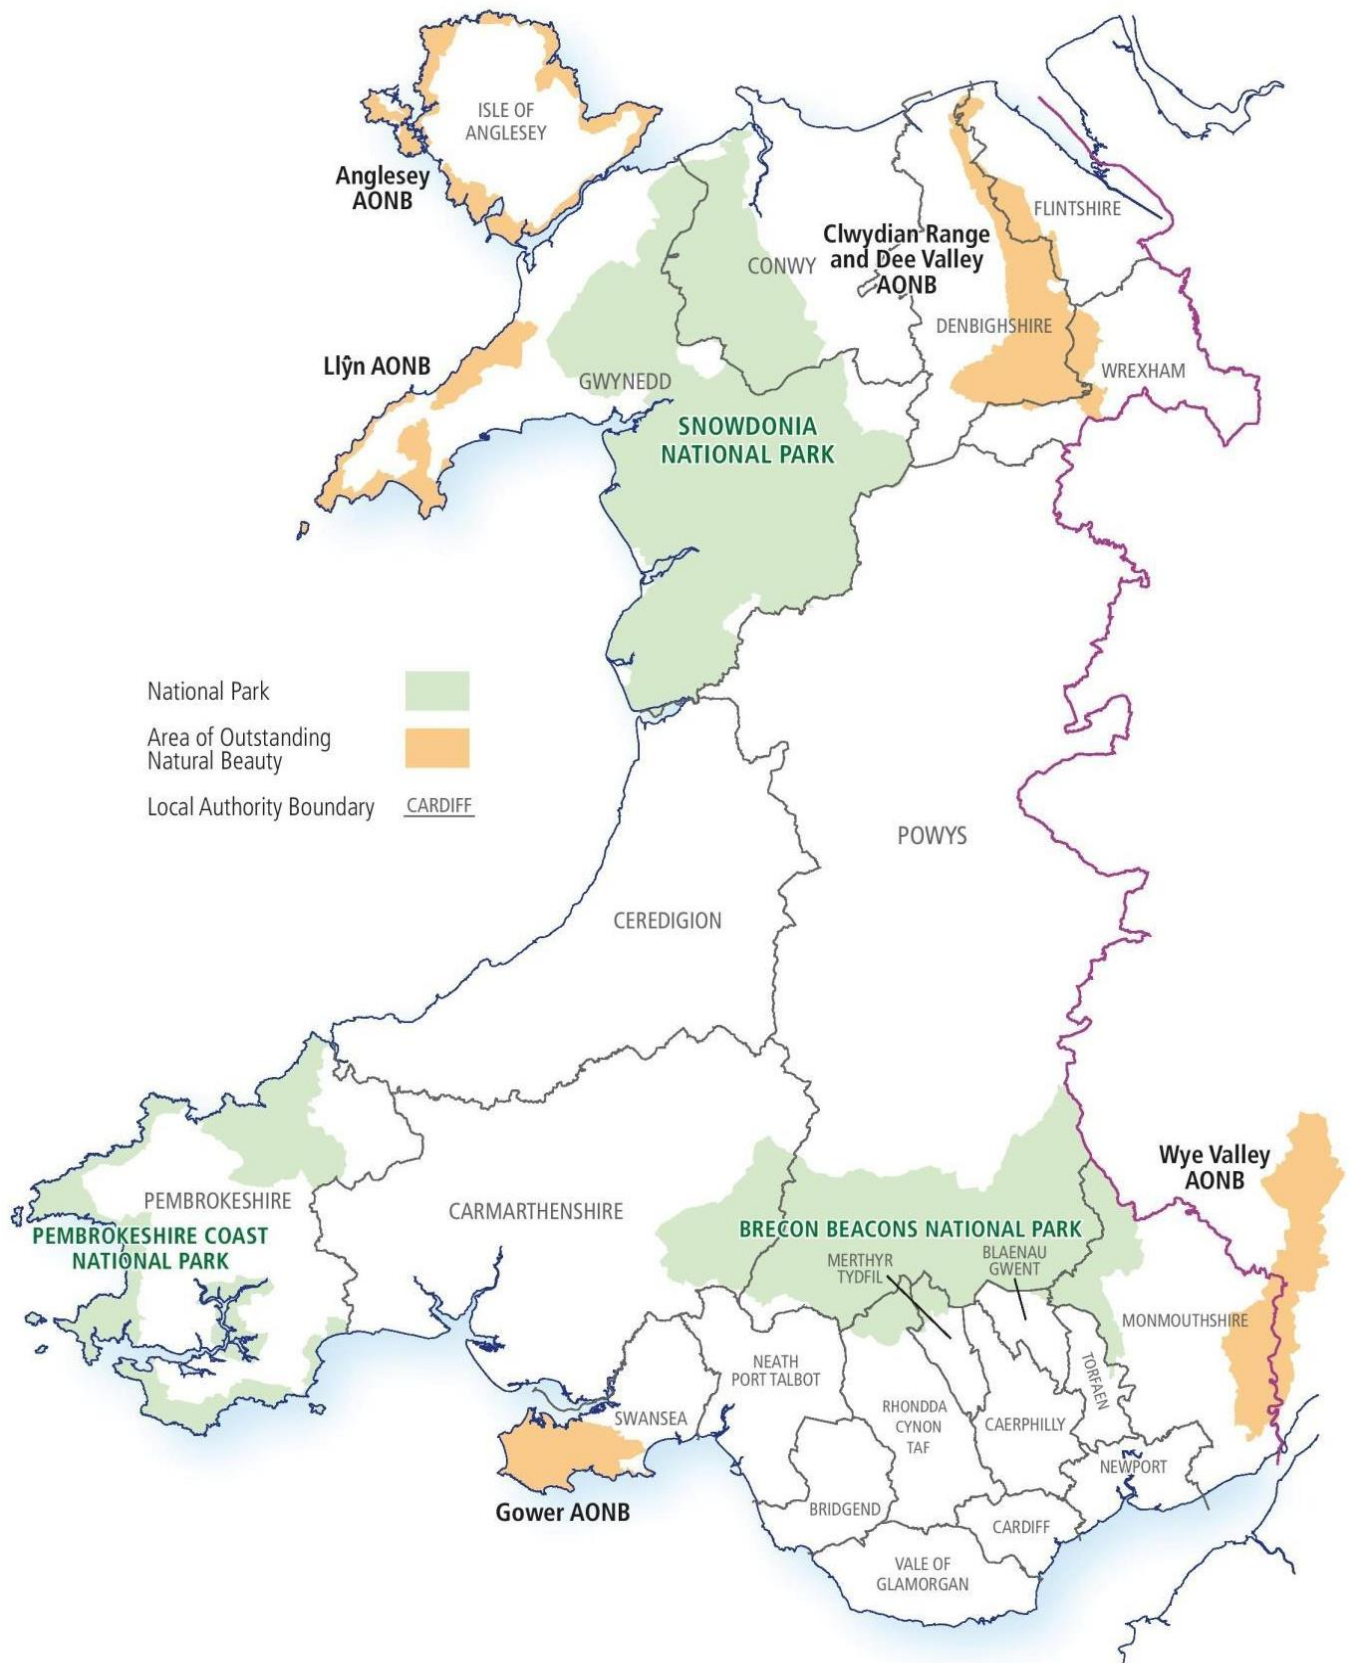 ISLE OF
ANGLESEY
Anglesey
AONB
FLINTSHIRE
Clwydian Range
and Dee Valley
AONB
CONWY
DENBIGHSHIRE
Llŷn AONB
WREXHAM
GWYNEDD
SNOWDONIA
NATIONAL PARK
National Park
Area of Outstanding
Natural Beauty
Local Authority Boundary
CARDIFF
POWYS
CEREDIGION
Wye Valley
AONB
PEMBROKESHIRE
CARMARTHENSHIRE
PEMBROKESHIRE COAST
NATIONAL PARK
BRECON BEACONS NATIONAL PARK
MERTHYR
TYDFIL
BLAENAU
GWENT
MONMOUTHSHIRE
NEATH
PORT TALBOT
TORFAEN
RHONDDA
CYNON
TAF
SWANSEA
CAERPHILLY
NEWPORT
Gower AONB
BRIDGEND
CARDIFF
VALE OF
GLAMORGAN